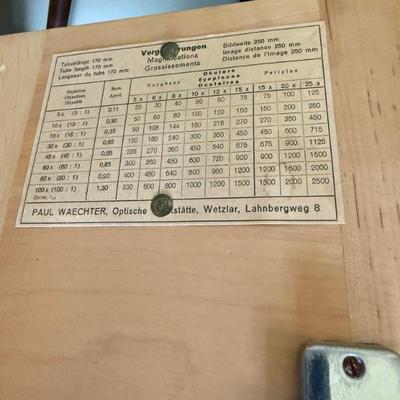 Tubuslänge 170 mm
Tube length 170 mm
Longueur du tube 170 mm
Magnifications
Grossissements
Bildweite 250 mm
Image distance 250 mm
Distance de l'image 250 mm
Objektive
Objectives
Objectifs
Num.
Apert.
Okulare
Eyepieces
Oculaires
Huyghens
Periplan
5 x 6 x 8 x 10 x 12 x 15 x 15 x 20 x 25 x
5 x (5 : 1) 0,11 25 30 40 50 60 75 75 100 125
10 x (10 : 1) 0,30 50 60 80 100 120 150 150 200 250
18 x (18 : 1) 0,35 90 108 144 180 216 270 270 360 450
30 x (30 : 1) 0,65 150 180 240 300 360 450 450 600 715
45 x (45 : 1) 0,85 225 270 360 450 540 650 650 900 1125
60 x (60 : 1) 0,85 300 360 480 600 720 900 900 1200 1500
80 x (80 : 1) 0,90 400 480 640 800 960 1200 1200 1600 2000
100 x (100 : 1) 1,30 500 600 800 1000 1200 1500 1500 2000 2500
PAUL WAECHTER, Optische Wetzlar, Lahnbergweg 8